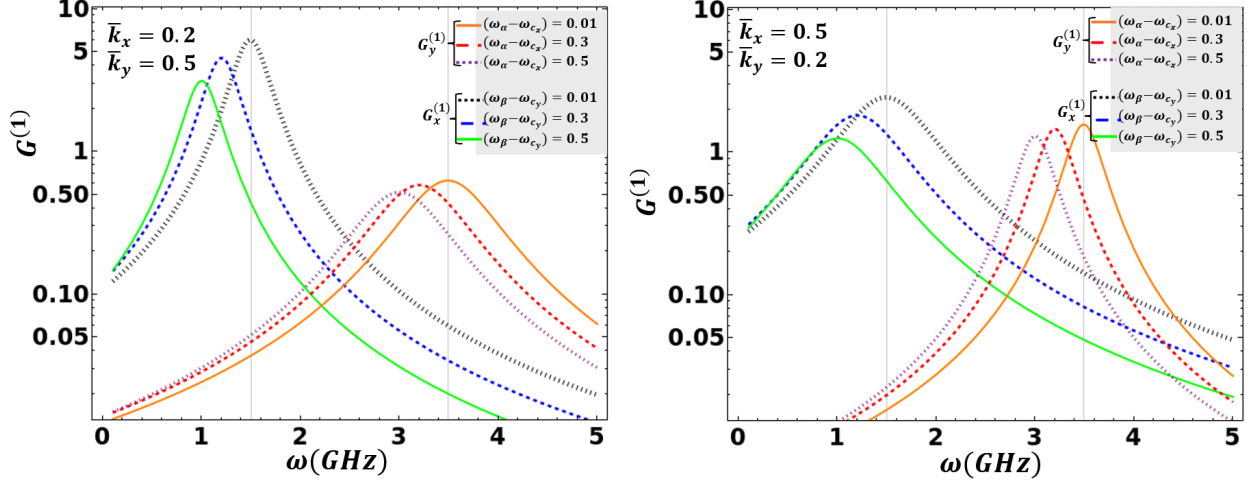 k̅x = 0.2
k̅y = 0.5
Gy(1)
(ωα−ωcx) = 0.01
(ωα−ωcx) = 0.3
(ωα−ωcx) = 0.5
Gx(1)
(ωβ−ωcy) = 0.01
(ωβ−ωcy) = 0.3
(ωβ−ωcy) = 0.5
G(1)
10
5
1
0.50
0.10
0.05
0 1 2 3 4 5
ω(GHz)
k̅x = 0.5
k̅y = 0.2
Gy(1)
(ωα−ωcx) = 0.01
(ωα−ωcx) = 0.3
(ωα−ωcx) = 0.5
Gx(1)
(ωβ−ωcy) = 0.01
(ωβ−ωcy) = 0.3
(ωβ−ωcy) = 0.5
G(1)
10
5
1
0.50
0.10
0.05
0 1 2 3 4 5
ω(GHz)